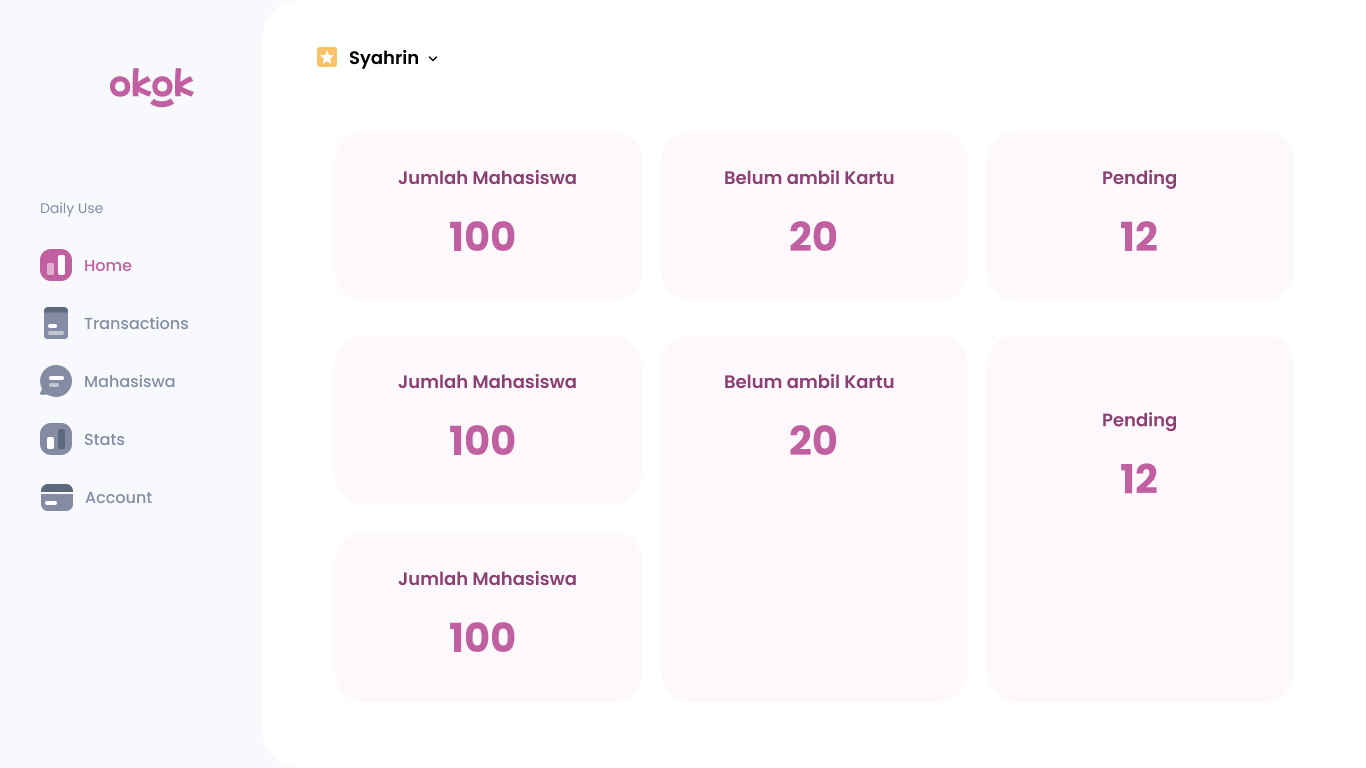 okok
Daily Use
Home
Transactions
Mahasiswa
Stats
Account
Syahrin
Jumlah Mahasiswa
100
Belum ambil Kartu
20
Pending
12
Jumlah Mahasiswa
100
Belum ambil Kartu
20
Pending
12
Jumlah Mahasiswa
100